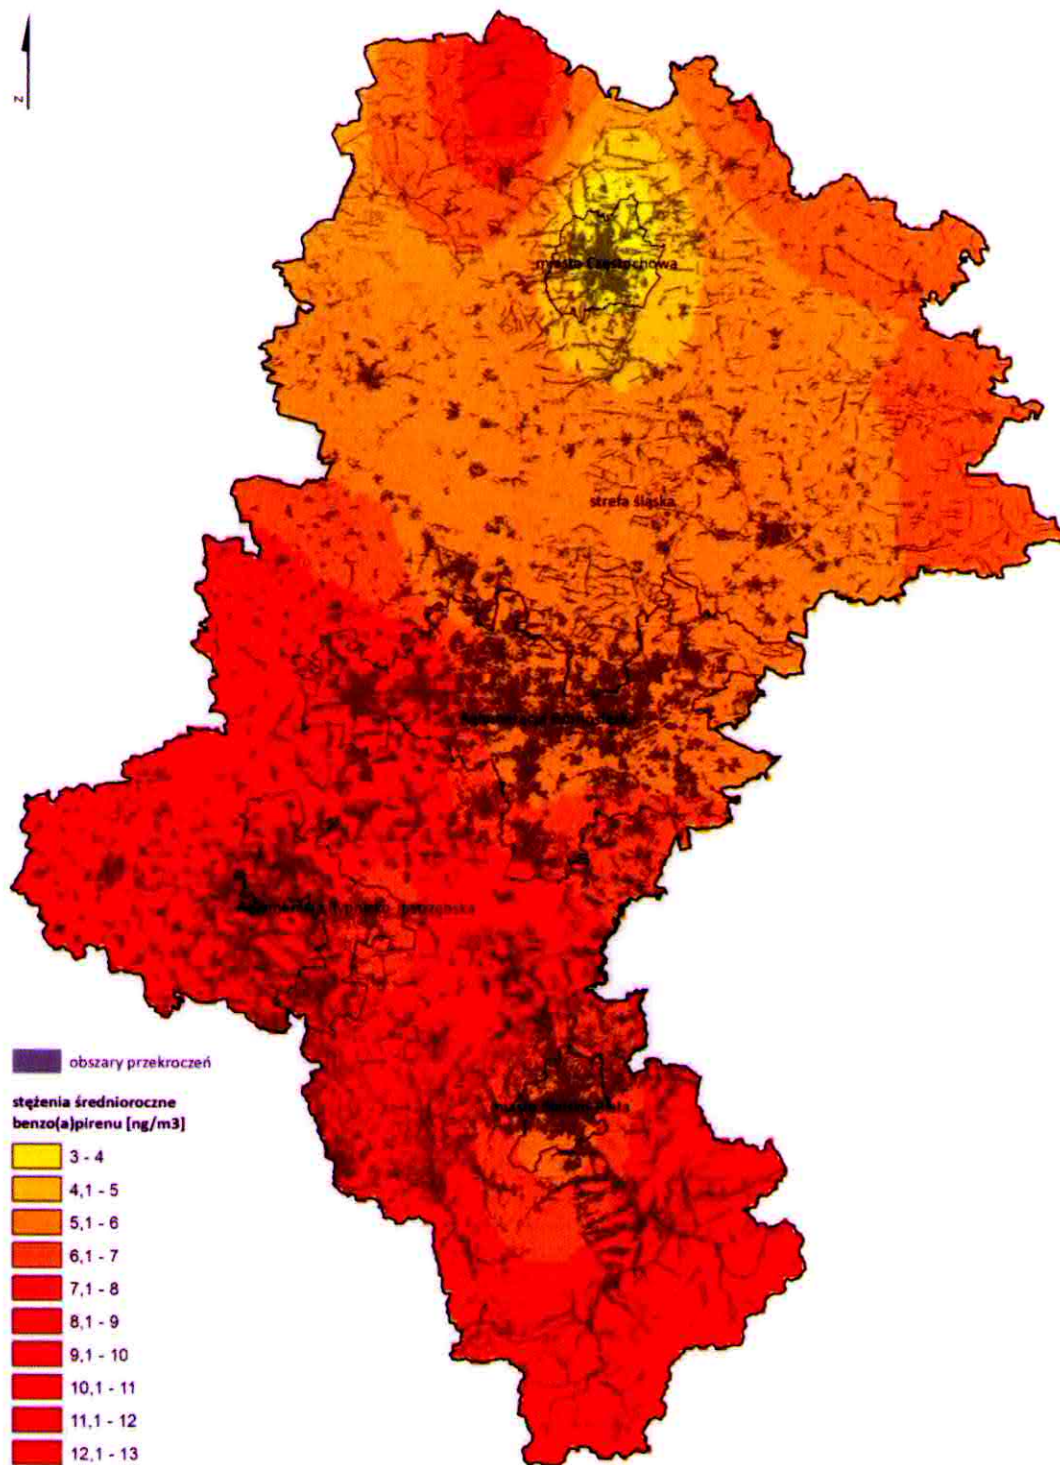 z
miasto Częstochowa
strefa śląska
obszary przekroczeń
stężenia średnioroczne
benzo(a)pirenu [ng/m3]
3 - 4
4,1 - 5
5,1 - 6
6,1 - 7
7,1 - 8
8,1 - 9
9,1 - 10
10,1 - 11
11,1 - 12
12,1 - 13